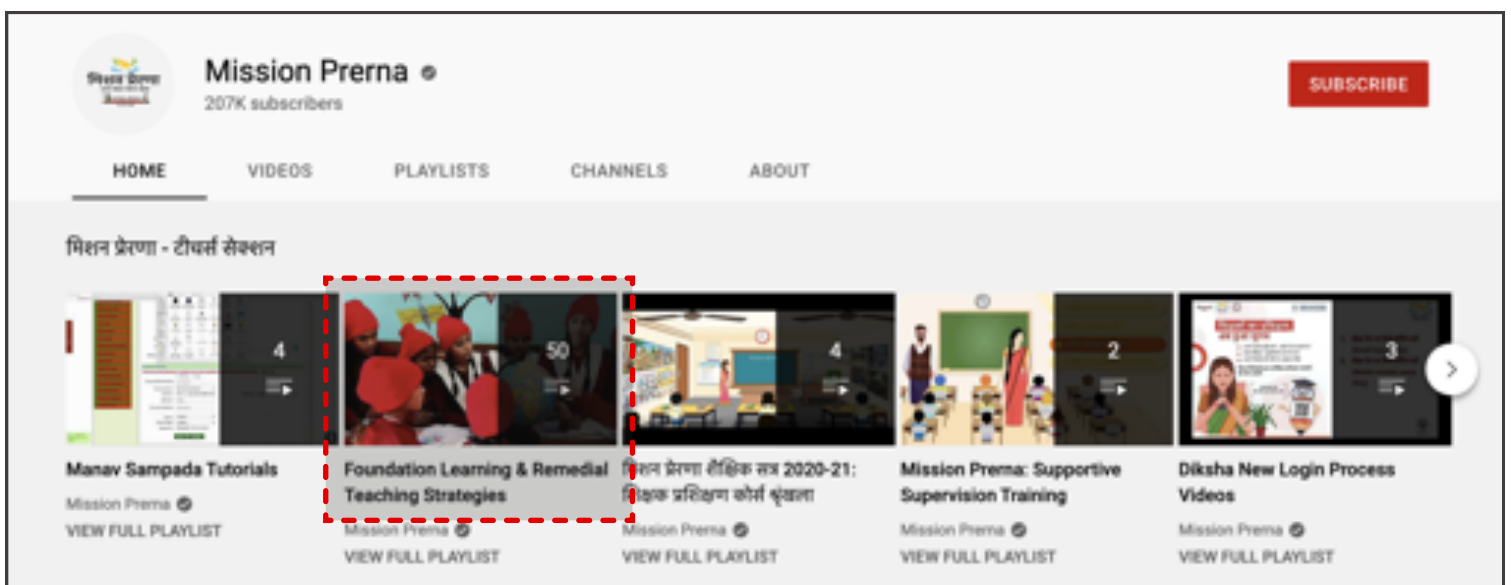 मिशन प्रेरणा
Mission Prerna
207K subscribers
SUBSCRIBE
HOME VIDEOS PLAYLISTS CHANNELS ABOUT
मिशन प्रेरणा - टीचर्स सेक्शन
4
50
4
2
3
Manav Sampada Tutorials
Mission Prerna
VIEW FULL PLAYLIST
Foundation Learning & Remedial
Teaching Strategies
Mission Prerna
VIEW FULL PLAYLIST
मिशन प्रेरणा शैक्षिक सत्र 2020-21:
शिक्षक प्रशिक्षण कोर्स श्रृंखला
Mission Prerna
VIEW FULL PLAYLIST
Mission Prerna: Supportive
Supervision Training
Mission Prerna
VIEW FULL PLAYLIST
Diksha New Login Process
Videos
Mission Prerna
VIEW FULL PLAYLIST